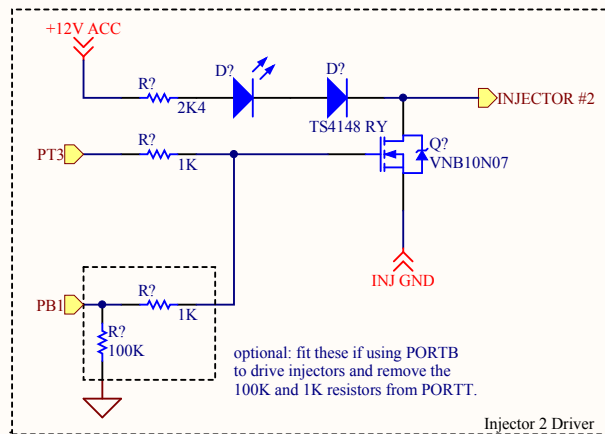 +12V ACC
R?
2K4
D?
D?
TS4148 RY
INJECTOR #2
PT3
R?
1K
Q?
VNB10N07
INJ GND
PB1
R?
1K
R?
100K
optional: fit these if using PORTB
to drive injectors and remove the
100K and 1K resistors from PORTT.
Injector 2 Driver